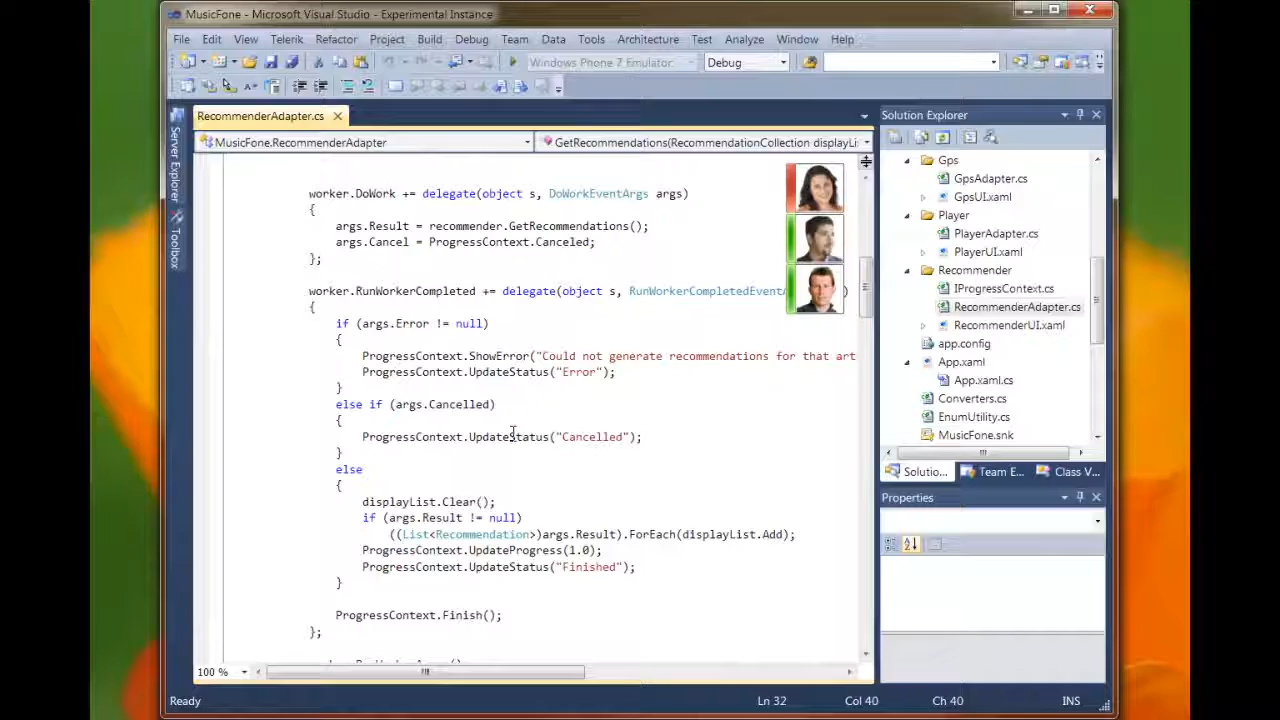 MusicFone - Microsoft Visual Studio - Experimental Instance
File Edit View Telerik Refactor Project Build Debug Team Data Tools Architecture Test Analyze Window Help
Windows Phone 7 Emulator Debug
Server Explorer
Toolbox
RecommenderAdapter.cs
MusicFone.RecommenderAdapter
GetRecommendations(RecommendationCollection displayLi
worker.DoWork += delegate(object s, DoWorkEventArgs args)
{
args.Result = recommender.GetRecommendations();
args.Cancel = ProgressContext.Canceled;
};
worker.RunWorkerCompleted += delegate(object s, RunWorkerCompletedEventA )
{
if (args.Error != null)
{
ProgressContext.ShowError("Could not generate recommendations for that art
ProgressContext.UpdateStatus("Error");
}
else if (args.Cancelled)
{
ProgressContext.UpdateStatus("Cancelled");
}
else
{
displayList.Clear();
if (args.Result != null)
((List<Recommendation>)args.Result).ForEach(displayList.Add);
ProgressContext.UpdateProgress(1.0);
ProgressContext.UpdateStatus("Finished");
}
ProgressContext.Finish();
};
100 %
Solution Explorer
Gps
GpsAdapter.cs
GpsUI.xaml
Player
PlayerAdapter.cs
PlayerUI.xaml
Recommender
IProgressContext.cs
RecommenderAdapter.cs
RecommenderUI.xaml
app.config
App.xaml
App.xaml.cs
Converters.cs
EnumUtility.cs
MusicFone.snk
Solutio... Team E... Class V...
Properties
Ready Ln 32 Col 40 Ch 40 INS